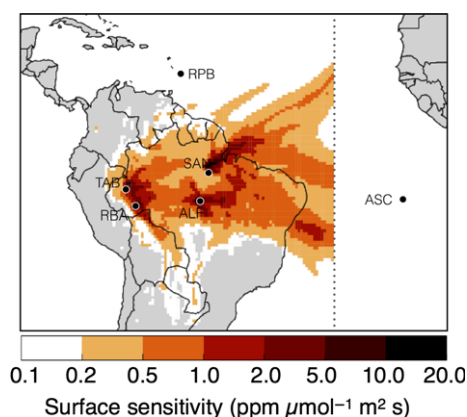 RPB
SAN
TAB
ASC
RBA
ALF
0.1 0.2 0.5 1.0 2.0 5.0 10.0 20.0
Surface sensitivity (ppm μmol⁻¹ m² s)